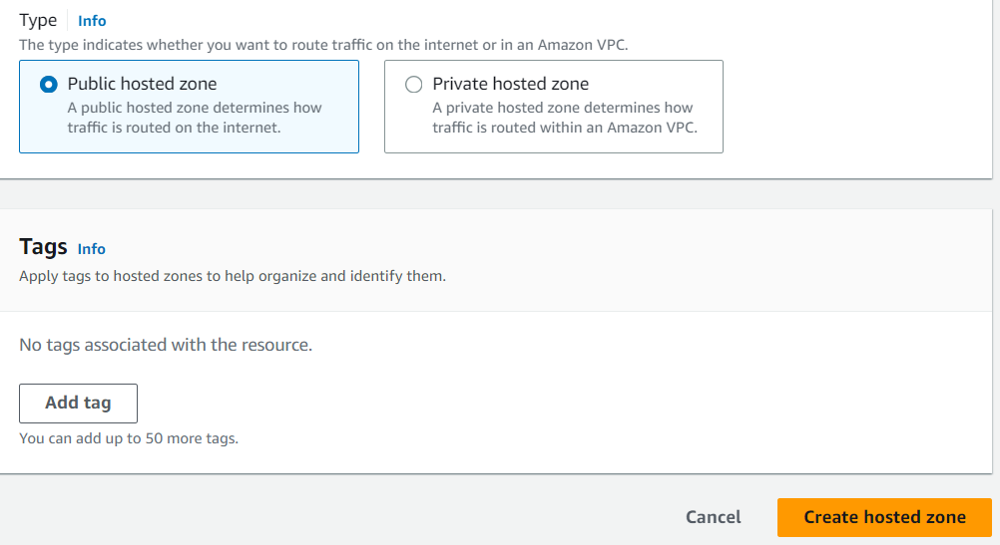 Type Info
The type indicates whether you want to route traffic on the internet or in an Amazon VPC.
Public hosted zone
A public hosted zone determines how
traffic is routed on the internet.
Private hosted zone
A private hosted zone determines how
traffic is routed within an Amazon VPC.
Tags Info
Apply tags to hosted zones to help organize and identify them.
No tags associated with the resource.
Add tag
You can add up to 50 more tags.
Cancel Create hosted zone